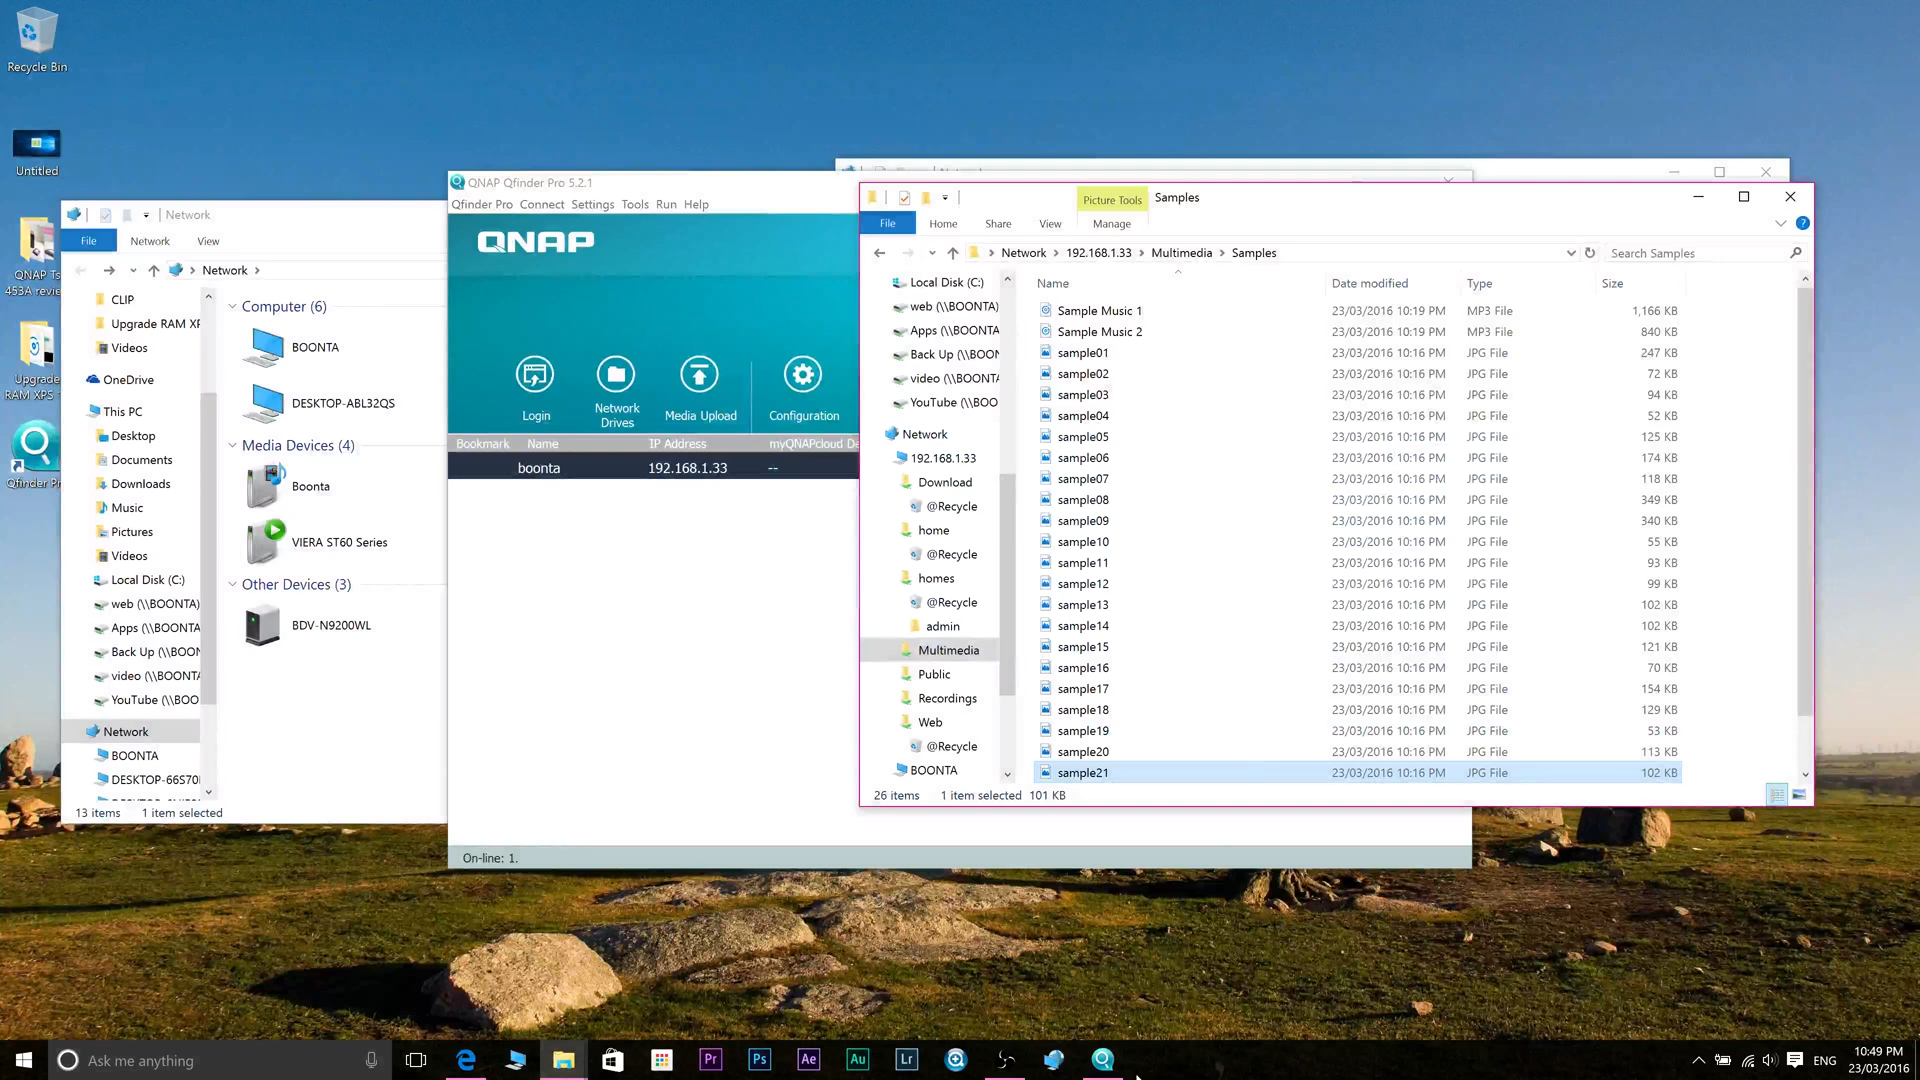 Recycle Bin
Untitled
QNAP Ts
453A revie
Upgrade
RAM XPS
Qfinder Pr
Network
File
Network
View
Network
CLIP
Upgrade RAM XP
Videos
OneDrive
This PC
Desktop
Documents
Downloads
Music
Pictures
Videos
Local Disk (C:)
web (\\BOONTA)
Apps (\\BOONTA
Back Up (\\BOON
video (\\BOONTA
YouTube (\\BOO
Network
BOONTA
DESKTOP-66S70
Computer (6)
BOONTA
DESKTOP-ABL32QS
Media Devices (4)
Boonta
VIERA ST60 Series
Other Devices (3)
BDV-N9200WL
13 items 1 item selected
QNAP Qfinder Pro 5.2.1
Qfinder Pro Connect Settings Tools Run Help
QNAP
Login
Network
Drives
Media Upload
Configuration
Bookmark Name IP Address myQNAPcloud De
boonta 192.168.1.33 --
On-line: 1.
Picture Tools
Samples
File Home Share View Manage
Network 192.168.1.33 Multimedia Samples
Search Samples
Local Disk (C:)
web (\\BOONTA)
Apps (\\BOONTA
Back Up (\\BOON
video (\\BOONTA
YouTube (\\BOO
Network
192.168.1.33
Download
@Recycle
home
@Recycle
homes
@Recycle
admin
Multimedia
Public
Recordings
Web
@Recycle
BOONTA
Name Date modified Type Size
Sample Music 1 23/03/2016 10:19 PM MP3 File 1,166 KB
Sample Music 2 23/03/2016 10:19 PM MP3 File 840 KB
sample01 23/03/2016 10:16 PM JPG File 247 KB
sample02 23/03/2016 10:16 PM JPG File 72 KB
sample03 23/03/2016 10:16 PM JPG File 94 KB
sample04 23/03/2016 10:16 PM JPG File 52 KB
sample05 23/03/2016 10:16 PM JPG File 125 KB
sample06 23/03/2016 10:16 PM JPG File 174 KB
sample07 23/03/2016 10:16 PM JPG File 118 KB
sample08 23/03/2016 10:16 PM JPG File 349 KB
sample09 23/03/2016 10:16 PM JPG File 340 KB
sample10 23/03/2016 10:16 PM JPG File 55 KB
sample11 23/03/2016 10:16 PM JPG File 93 KB
sample12 23/03/2016 10:16 PM JPG File 99 KB
sample13 23/03/2016 10:16 PM JPG File 102 KB
sample14 23/03/2016 10:16 PM JPG File 102 KB
sample15 23/03/2016 10:16 PM JPG File 121 KB
sample16 23/03/2016 10:16 PM JPG File 70 KB
sample17 23/03/2016 10:16 PM JPG File 154 KB
sample18 23/03/2016 10:16 PM JPG File 129 KB
sample19 23/03/2016 10:16 PM JPG File 53 KB
sample20 23/03/2016 10:16 PM JPG File 113 KB
sample21 23/03/2016 10:16 PM JPG File 102 KB
26 items 1 item selected 101 KB
Ask me anything
Pr
Ps
Ae
Au
Lr
ENG
10:49 PM
23/03/2016